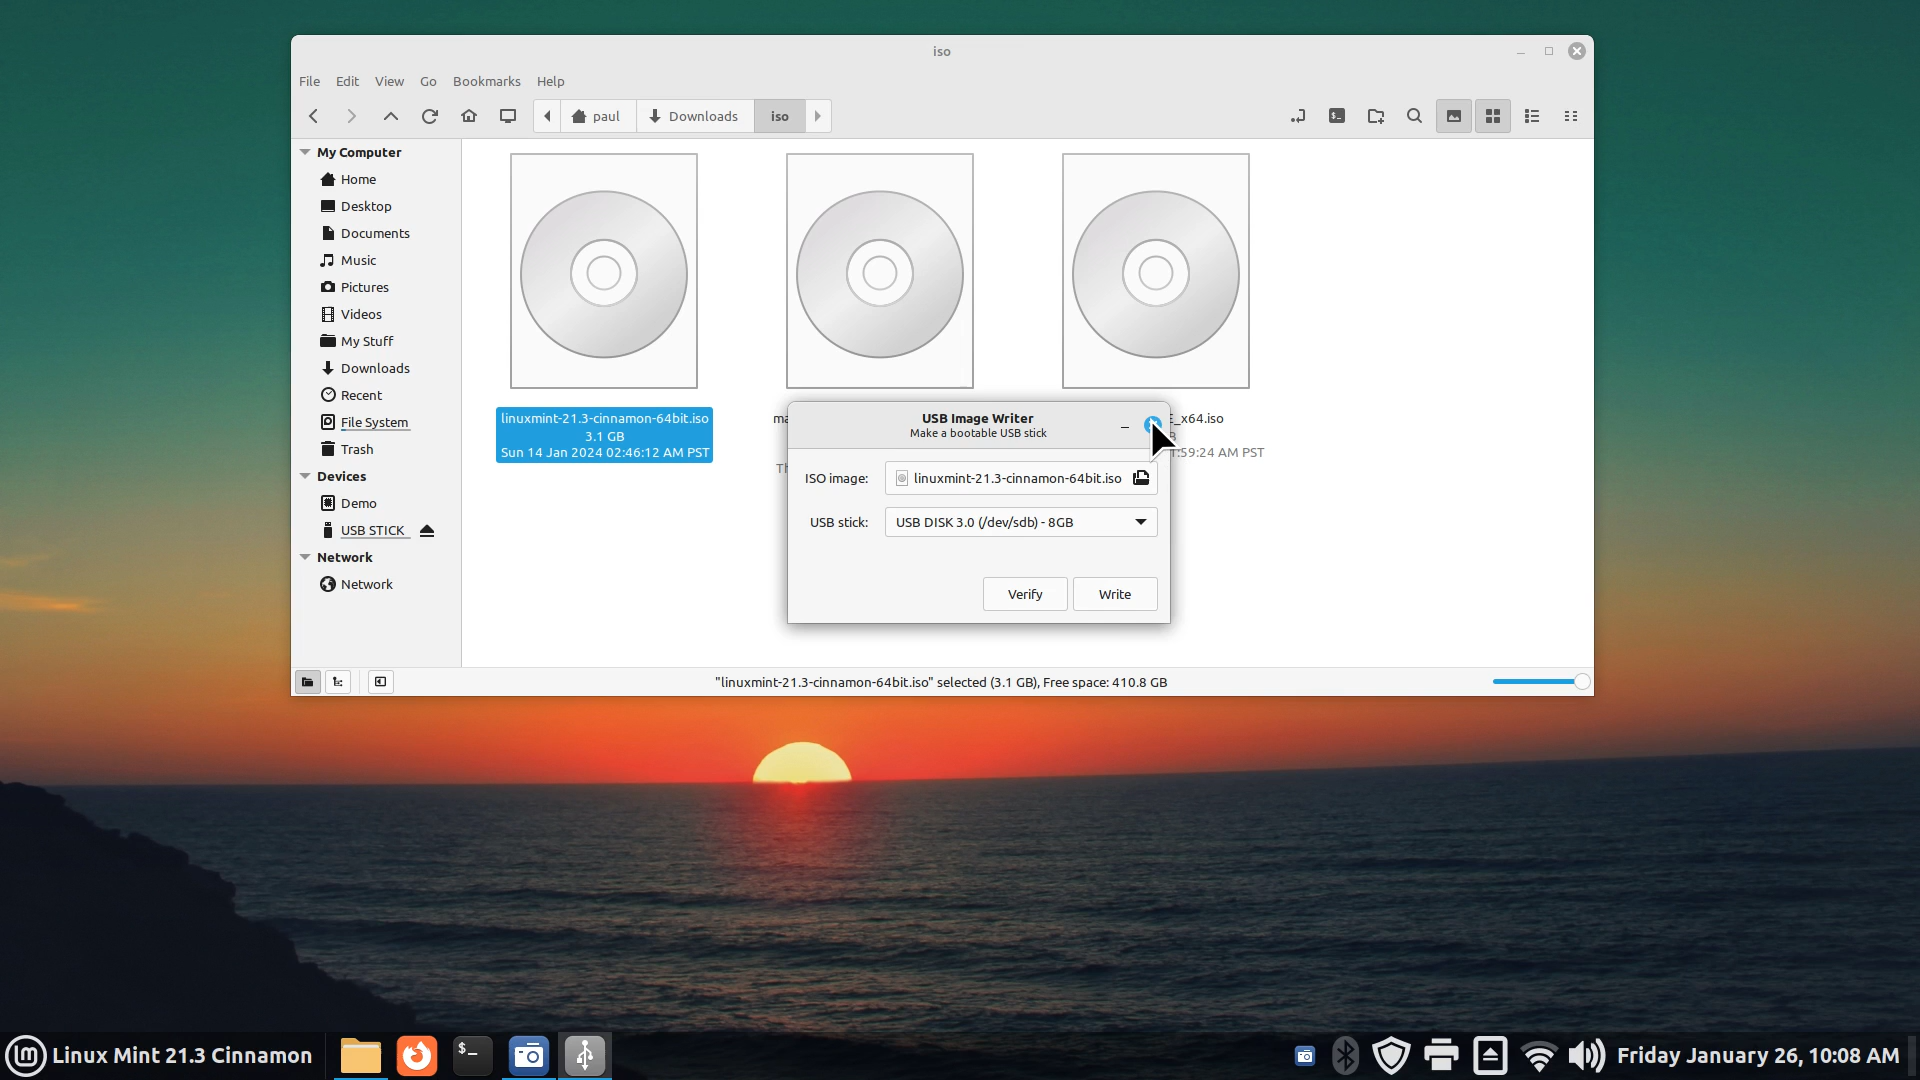 iso
File Edit View Go Bookmarks Help
paul Downloads iso
My Computer
Home
Desktop
Documents
Music
Pictures
Videos
My Stuff
Downloads
Recent
File System
Trash
Devices
Demo
USB STICK
Network
Network
linuxmint-21.3-cinnamon-64bit.iso
3.1 GB
Sun 14 Jan 2024 02:46:12 AM PST
_x64.iso
:59:24 AM PST
USB Image Writer
Make a bootable USB stick
ISO image: linuxmint-21.3-cinnamon-64bit.iso
USB stick: USB DISK 3.0 (/dev/sdb) - 8GB
Verify Write
"linuxmint-21.3-cinnamon-64bit.iso" selected (3.1 GB), Free space: 410.8 GB
Linux Mint 21.3 Cinnamon
$_
Friday January 26, 10:08 AM